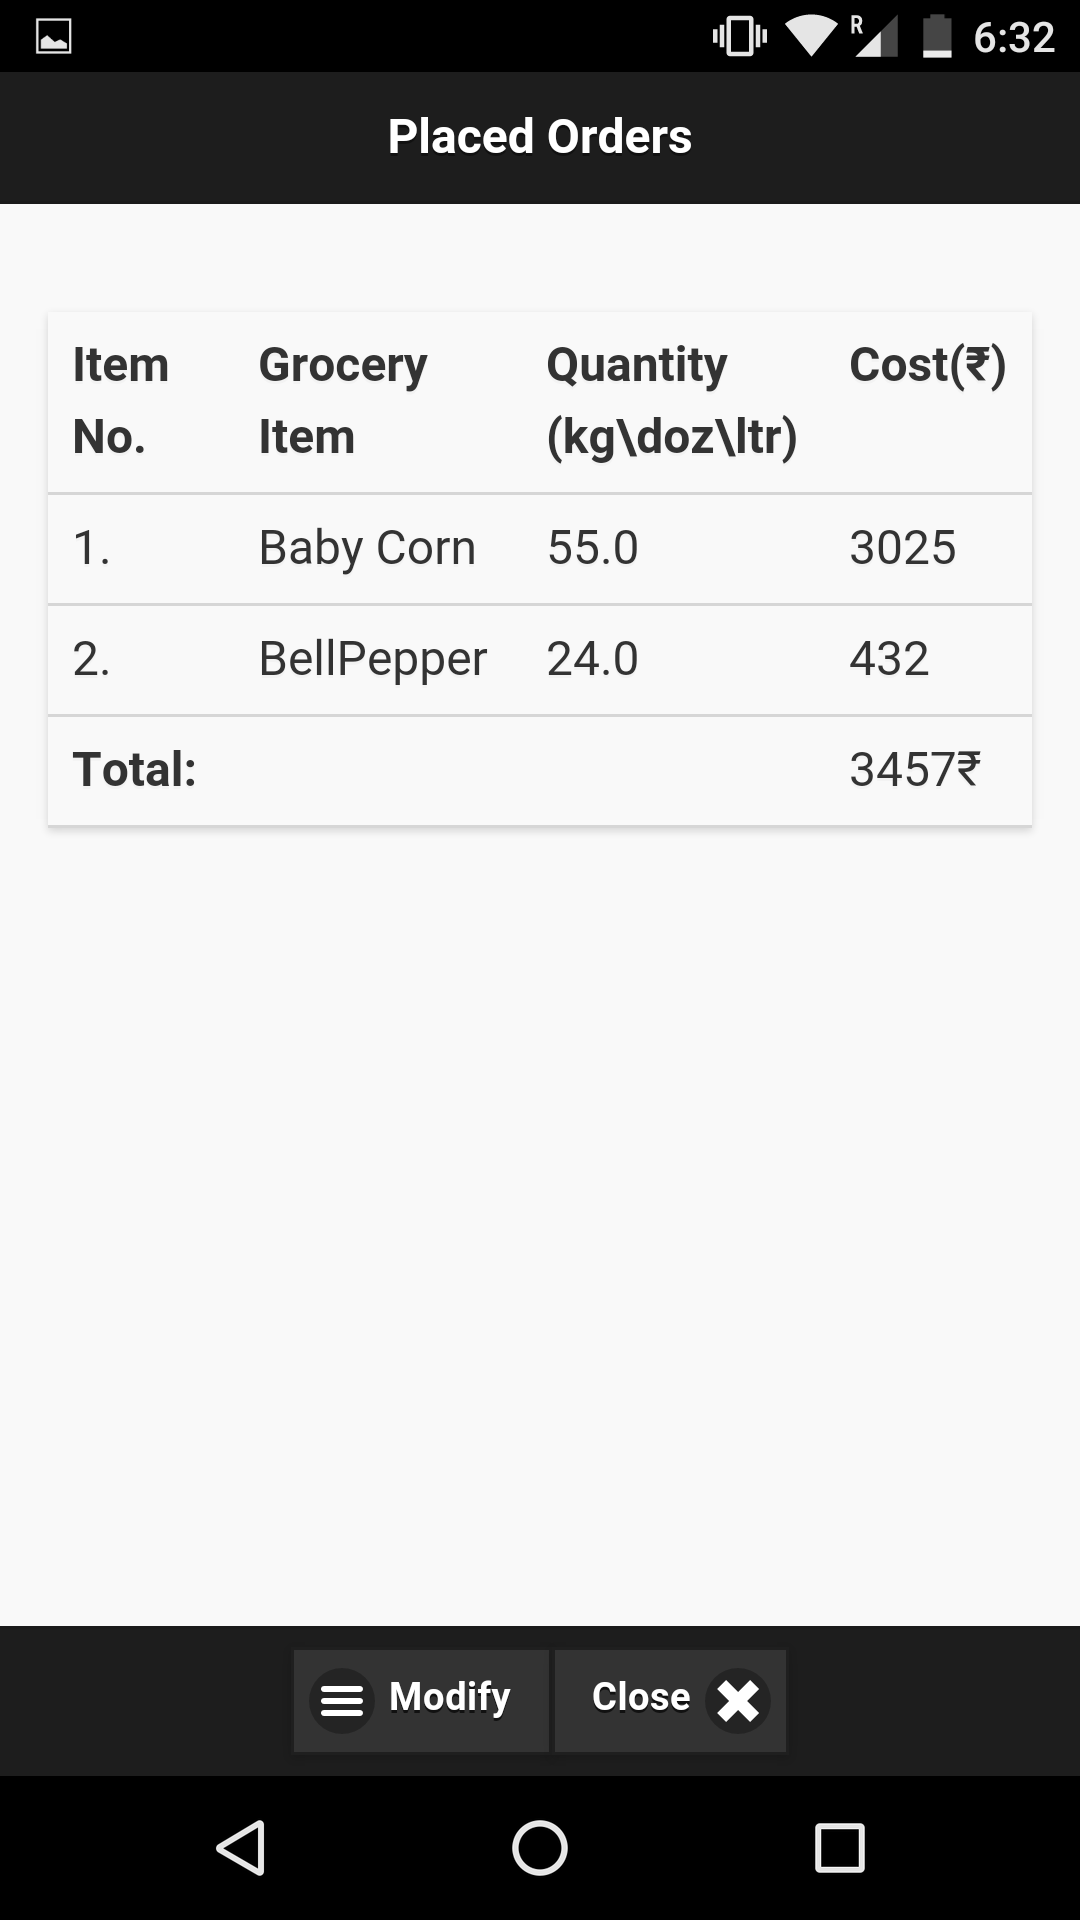 R 6:32
Placed Orders
Item No. Grocery Item Quantity (kg\doz\ltr) Cost(₹)
1. Baby Corn 55.0 3025
2. BellPepper 24.0 432
Total: 3457₹
Modify Close